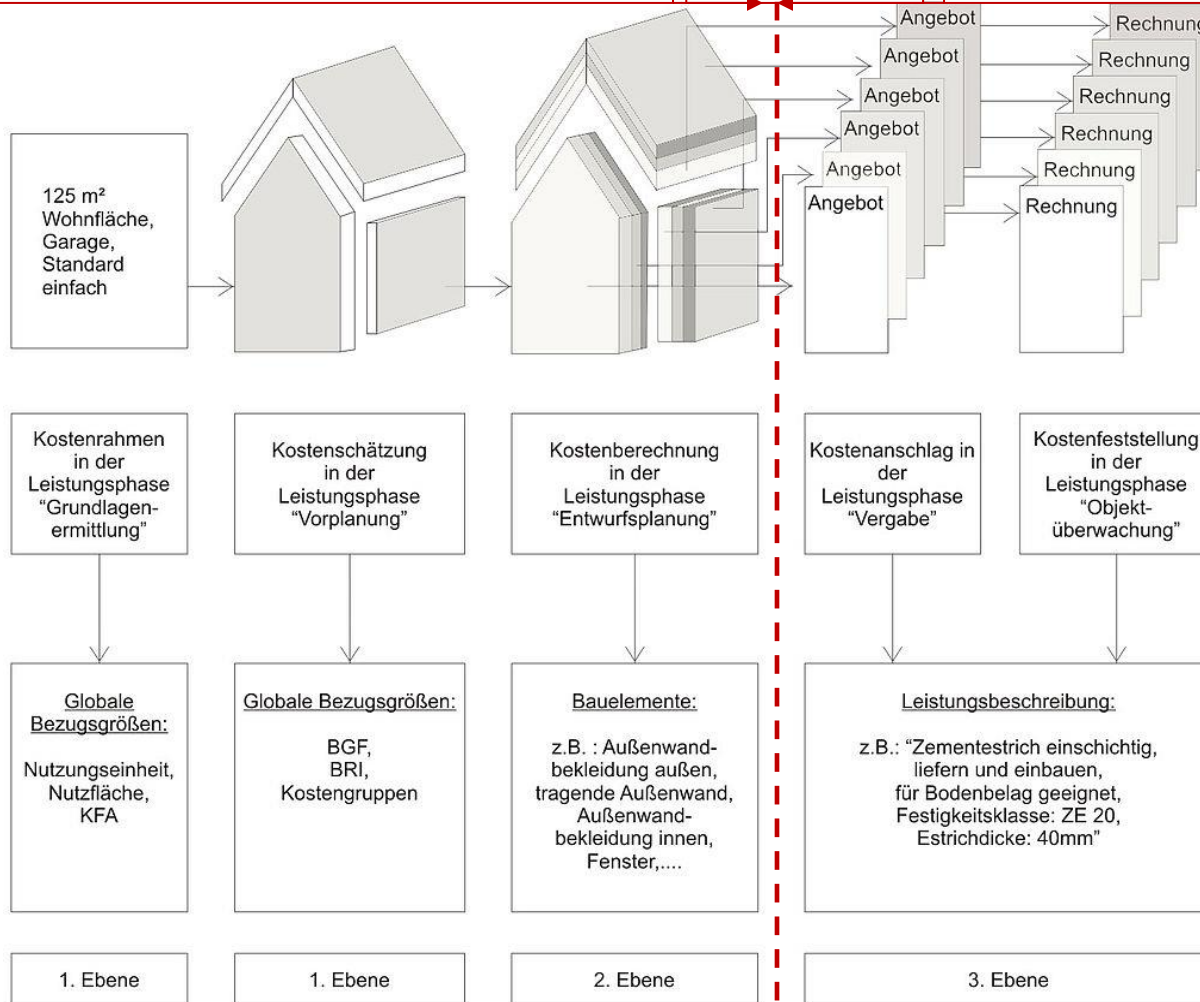 Angebot
Angebot
Angebot
Angebot
Angebot
Angebot
Rechnung
Rechnung
Rechnung
Rechnung
Rechnung
Rechnung
125 m²
Wohnfläche,
Garage,
Standard
einfach
Kostenrahmen
in der
Leistungsphase
“Grundlagen-
ermittlung”
Kostenschätzung
in der
Leistungsphase
“Vorplanung”
Kostenberechnung
in der
Leistungsphase
“Entwurfsplanung”
Kostenanschlag in
der
Leistungsphase
“Vergabe”
Kostenfeststellung
in der
Leistungsphase
“Objekt-
überwachung”
Globale
Bezugsgrößen:
Nutzungseinheit,
Nutzfläche,
KFA
Globale Bezugsgrößen:
BGF,
BRI,
Kostengruppen
Bauelemente:
z.B. : Außenwand-
bekleidung außen,
tragende Außenwand,
Außenwand-
bekleidung innen,
Fenster,....
Leistungsbeschreibung:
z.B.: “Zementestrich einschichtig,
liefern und einbauen,
für Bodenbelag geeignet,
Festigkeitsklasse: ZE 20,
Estrichdicke: 40mm”
1. Ebene
1. Ebene
2. Ebene
3. Ebene